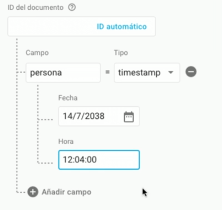 ID del documento ?
ID automático
Campo Tipo
persona = timestamp
Fecha
14/7/2038
Hora
12:04:00
Añadir campo